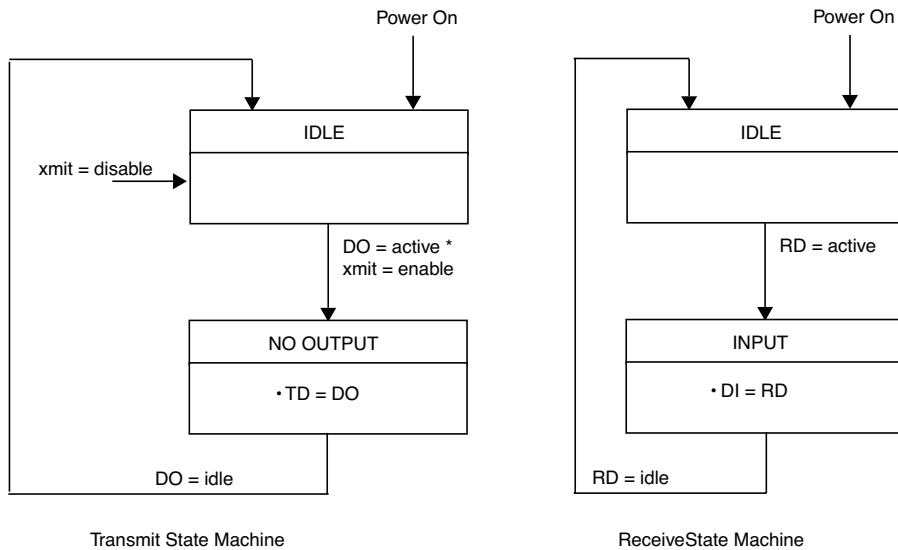 Power On
IDLE
xmit = disable
DO = active *
xmit = enable
NO OUTPUT
• TD = DO
DO = idle
Transmit State Machine
Power On
IDLE
RD = active
INPUT
• DI = RD
RD = idle
ReceiveState Machine